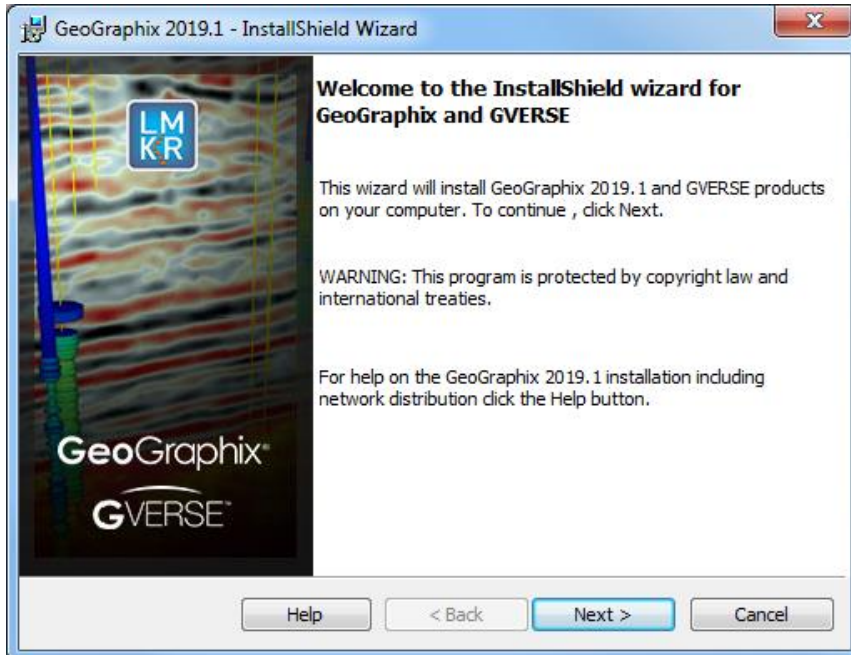 GeoGraphix 2019.1 - InstallShield Wizard
LM
KR
GeoGraphix®
GVERSE™
Welcome to the InstallShield wizard for
GeoGraphix and GVERSE
This wizard will install GeoGraphix 2019.1 and GVERSE products
on your computer. To continue , click Next.
WARNING: This program is protected by copyright law and
international treaties.
For help on the GeoGraphix 2019.1 installation including
network distribution click the Help button.
Help
< Back
Next >
Cancel